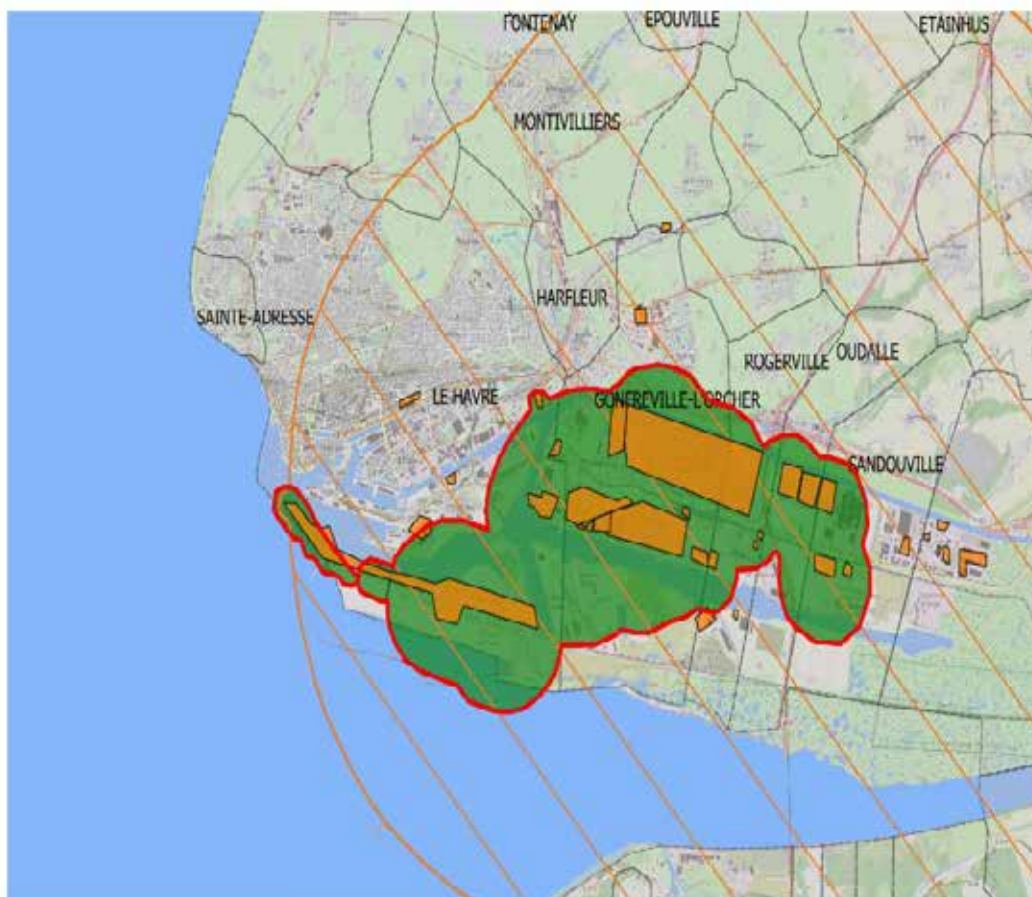 FONTENAY
EPOUVILLE
ETAINHUS
MONTIVILLIERS
HARFLEUR
SAINTE-ADRESSE
ROGERVILLE
OUDALLE
LE HAVRE
GONFREVILLE-L'ORCHER
SANDOUVILLE